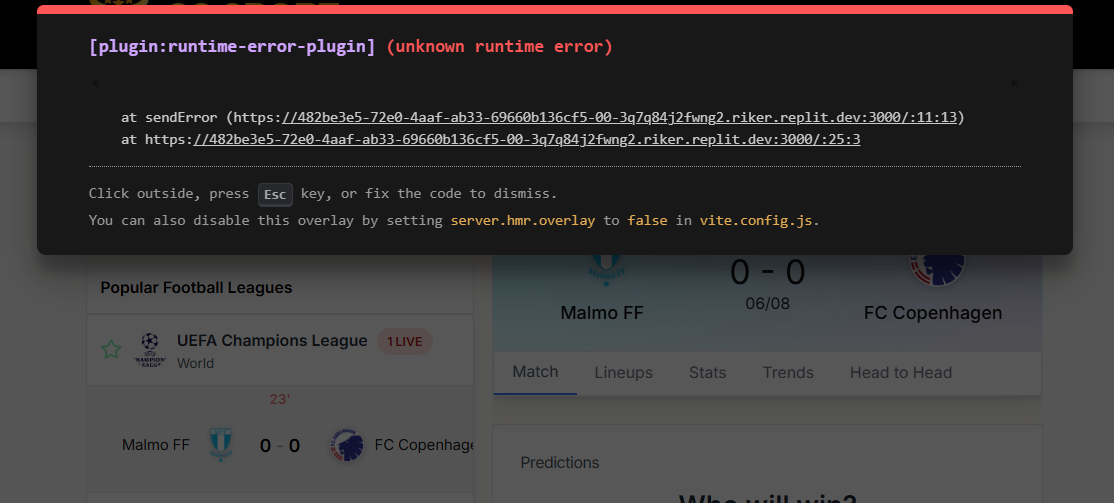 [plugin:runtime-error-plugin] (unknown runtime error)
at sendError (https://482be3e5-72e0-4aaf-ab33-69660b136cf5-00-3q7q84j2fwng2.riker.replit.dev:3000/:11:13)
at https://482be3e5-72e0-4aaf-ab33-69660b136cf5-00-3q7q84j2fwng2.riker.replit.dev:3000/:25:3
Click outside, press Esc key, or fix the code to dismiss.
You can also disable this overlay by setting server.hmr.overlay to false in vite.config.js.
Popular Football Leagues
UEFA Champions League 1 LIVE
World
23'
Malmo FF 0 - 0 FC Copenhage
0 - 0
06/08
Malmo FF FC Copenhagen
Match Lineups Stats Trends Head to Head
Predictions
Who will win?